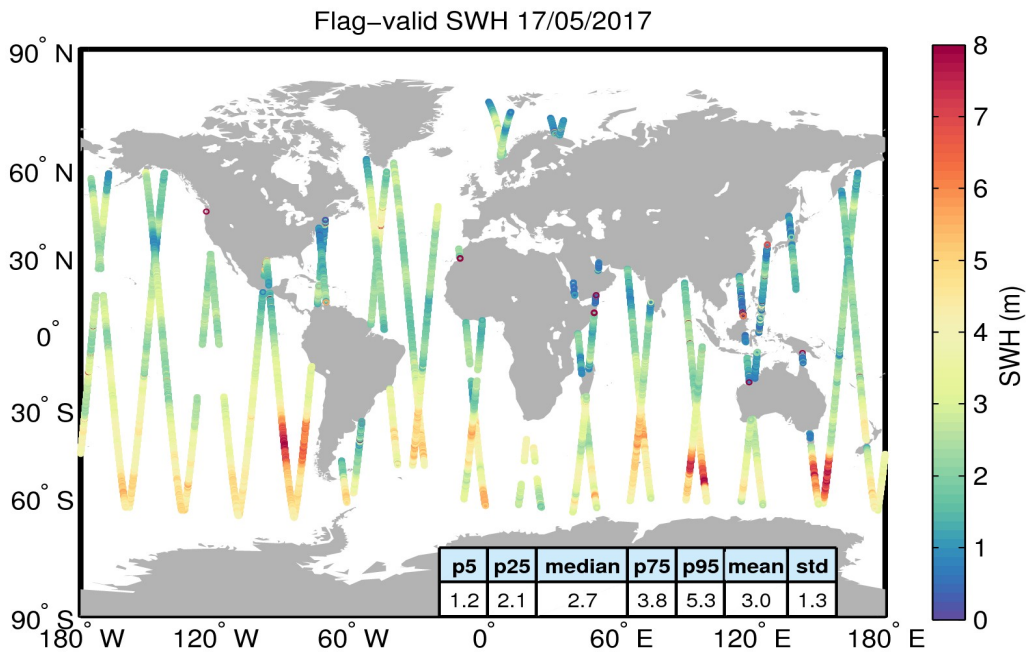 Flag−valid SWH 17/05/2017
90° N
60° N
30° N
0°
30° S
60° S
90° S
180° W
120° W
60° W
0°
60° E
120° E
180° E
p5 p25 median p75 p95 mean std
1.2 2.1 2.7 3.8 5.3 3.0 1.3
8
7
6
5
4
3
2
1
0
SWH (m)